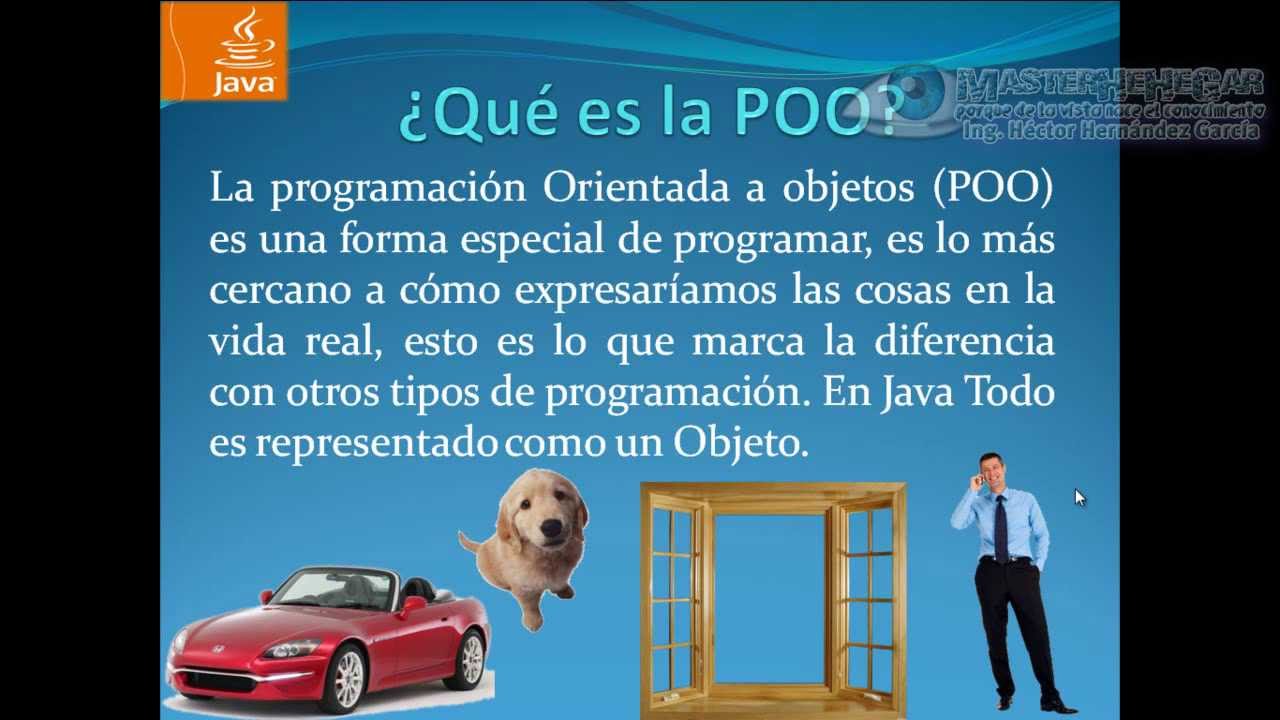 Java
¿Qué es la POO?
MASTERHEHEGAR
porque de la vista nace el conocimiento
Ing. Héctor Hernández García
La programación Orientada a objetos (POO)
es una forma especial de programar, es lo más
cercano a cómo expresaríamos las cosas en la
vida real, esto es lo que marca la diferencia
con otros tipos de programación. En Java Todo
es representado como un Objeto.